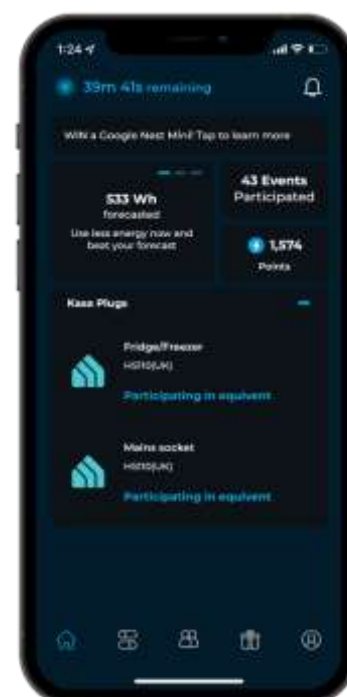 1:24
39m 41s remaining
WIN a Google Nest Mini! Tap to learn more
533 Wh
forecasted
Use less energy now and
beat your forecast
43 Events
Participated
1,574
Points
Kasa Plugs
Fridge/Freezer
HS110(UK)
Participating in equivent
Mains socket
HS110(UK)
Participating in equivent